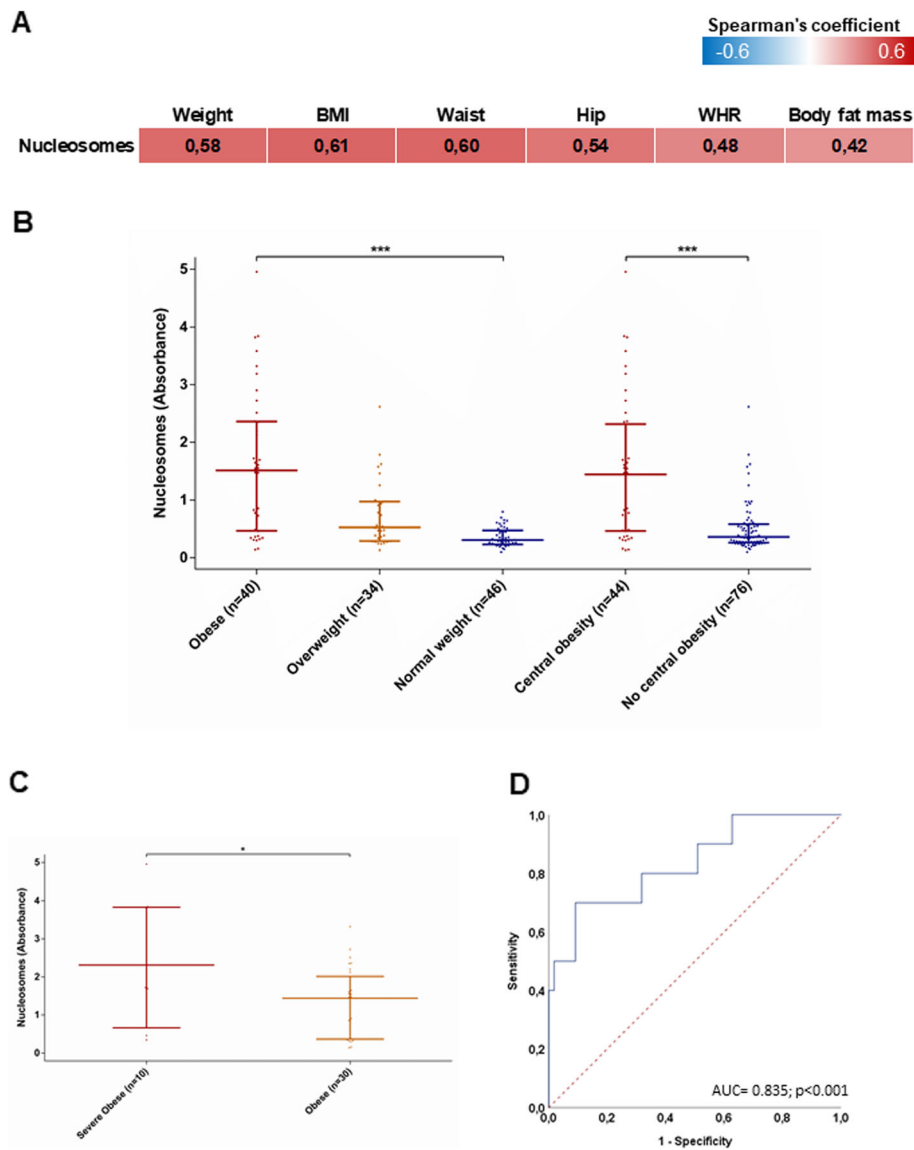 A
Spearman's coefficient
-0.6 0.6
Weight BMI Waist Hip WHR Body fat mass
Nucleosomes 0,58 0,61 0,60 0,54 0,48 0,42
B
*** ***
Nucleosomes (Absorbance)
5
4
3
2
1
0
Obese (n=40)
Overweight (n=34)
Normal weight (n=46)
Central obesity (n=44)
No central obesity (n=76)
C
*
Nucleosomes (Absorbance)
5
4
3
2
1
0
Severe Obese (n=10)
Obese (n=30)
D
Sensitivity
1,0
0,8
0,6
0,4
0,2
0,0
AUC= 0.835; p<0.001
0,0 0,2 0,4 0,6 0,8 1,0
1 - Specificity